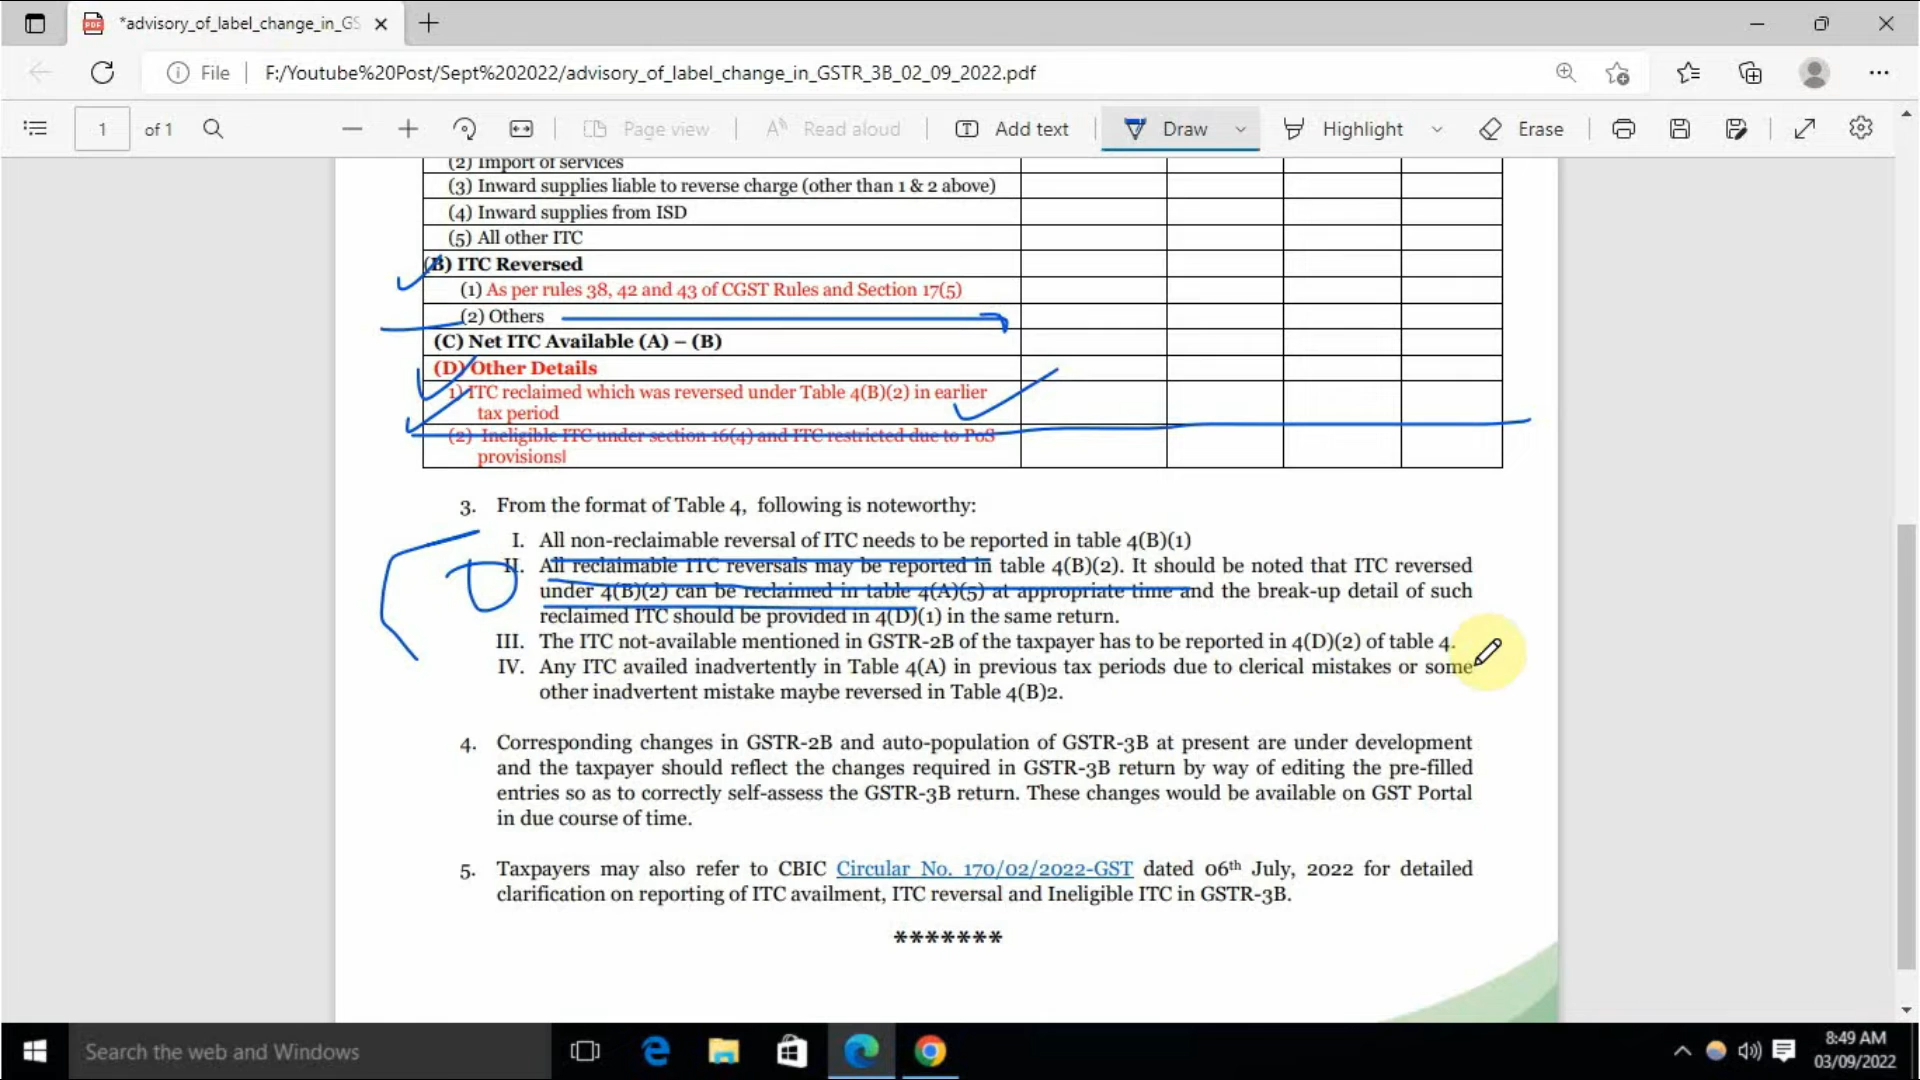 *advisory_of_label_change_in_GS
File
F:/Youtube%20Post/Sept%202022/advisory_of_label_change_in_GSTR_3B_02_09_2022.pdf
1 of 1 Page view Read aloud Add text Draw Highlight Erase
(2) Import of services
(3) Inward supplies liable to reverse charge (other than 1 & 2 above)
(4) Inward supplies from ISD
(5) All other ITC
(B) ITC Reversed
(1) As per rules 38, 42 and 43 of CGST Rules and Section 17(5)
(2) Others
(C) Net ITC Available (A) – (B)
(D) Other Details
1) ITC reclaimed which was reversed under Table 4(B)(2) in earlier
tax period
(2) Ineligible ITC under section 16(4) and ITC restricted due to PoS
provisions
3. From the format of Table 4, following is noteworthy:
I. All non-reclaimable reversal of ITC needs to be reported in table 4(B)(1)
II. All reclaimable ITC reversals may be reported in table 4(B)(2). It should be noted that ITC reversed
under 4(B)(2) can be reclaimed in table 4(A)(5) at appropriate time and the break-up detail of such
reclaimed ITC should be provided in 4(D)(1) in the same return.
III. The ITC not-available mentioned in GSTR-2B of the taxpayer has to be reported in 4(D)(2) of table 4.
IV. Any ITC availed inadvertently in Table 4(A) in previous tax periods due to clerical mistakes or some
other inadvertent mistake maybe reversed in Table 4(B)2.
4. Corresponding changes in GSTR-2B and auto-population of GSTR-3B at present are under development
and the taxpayer should reflect the changes required in GSTR-3B return by way of editing the pre-filled
entries so as to correctly self-assess the GSTR-3B return. These changes would be available on GST Portal
in due course of time.
5. Taxpayers may also refer to CBIC Circular No. 170/02/2022-GST dated 06th July, 2022 for detailed
clarification on reporting of ITC availment, ITC reversal and Ineligible ITC in GSTR-3B.
*******
Search the web and Windows
8:49 AM
03/09/2022